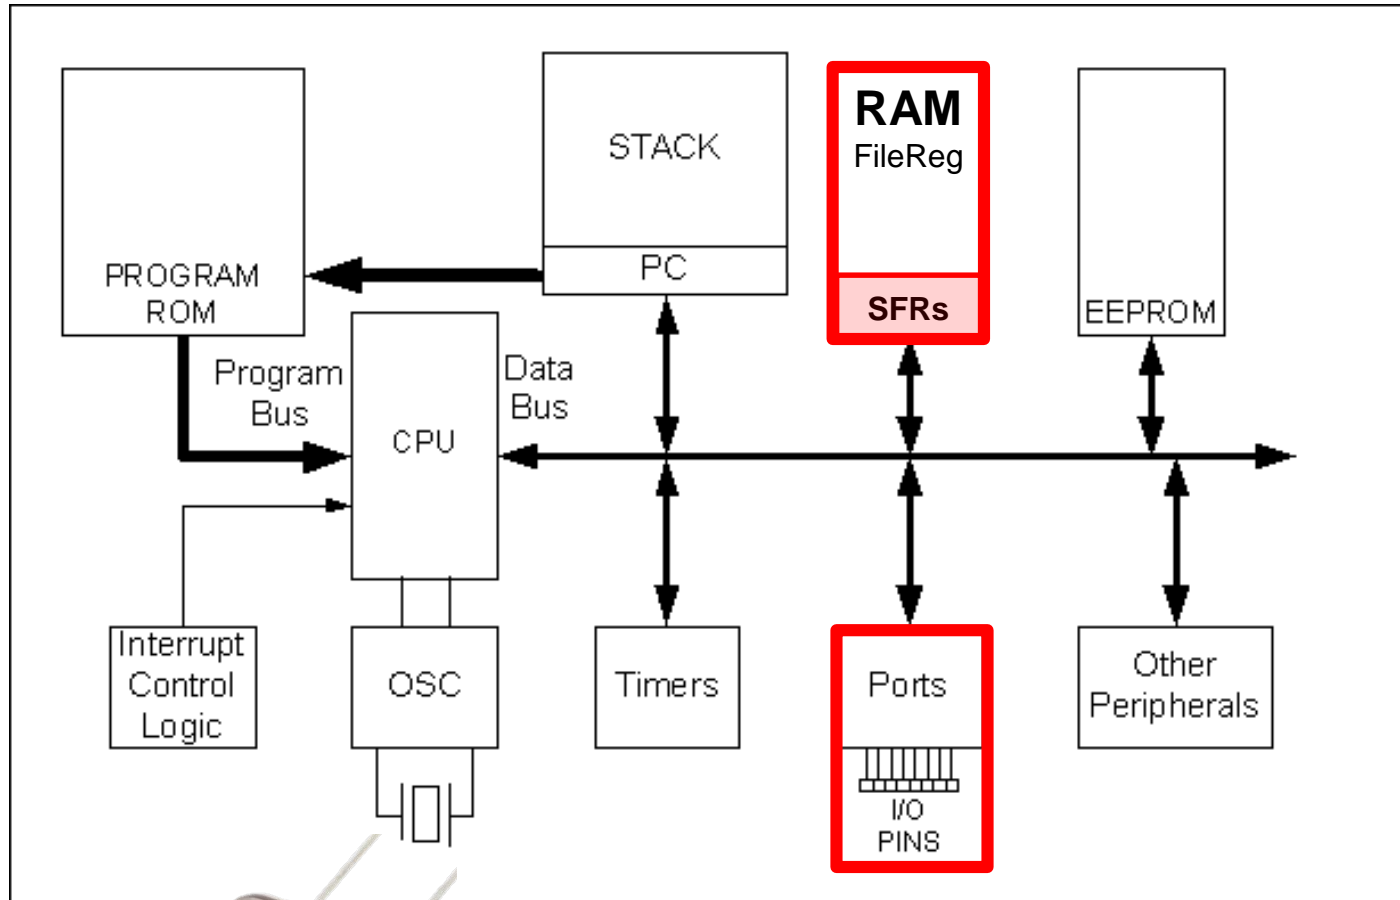 PROGRAM
ROM
STACK
PC
RAM
FileReg
SFRs
EEPROM
Program
Bus
CPU
Data
Bus
Interrupt
Control
Logic
OSC
Timers
Ports
I/O
PINS
Other
Peripherals